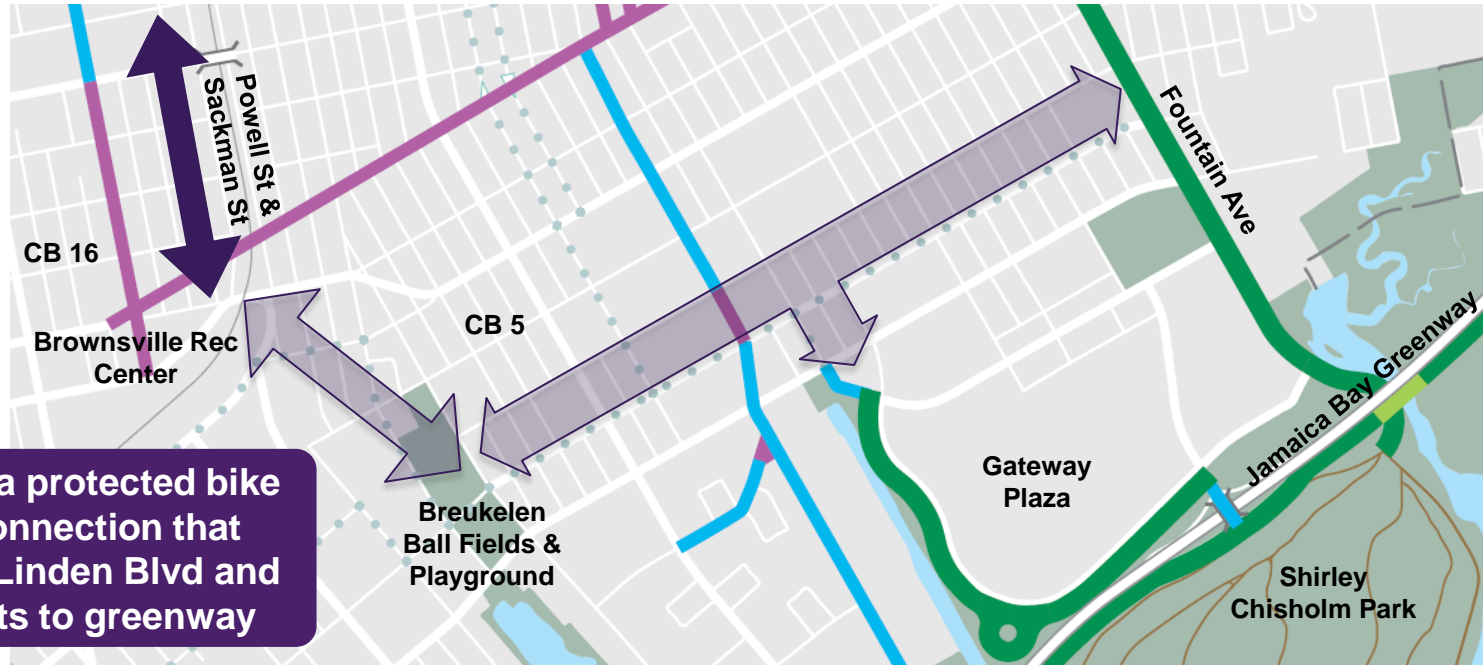 Powell St &
Sackman St
Fountain Ave
CB 16
CB 5
Brownsville Rec
Center
Jamaica Bay Greenway
Gateway
Plaza
a protected bike
onnection that
Linden Blvd and
ts to greenway
Breukelen
Ball Fields &
Playground
Shirley
Chisholm Park